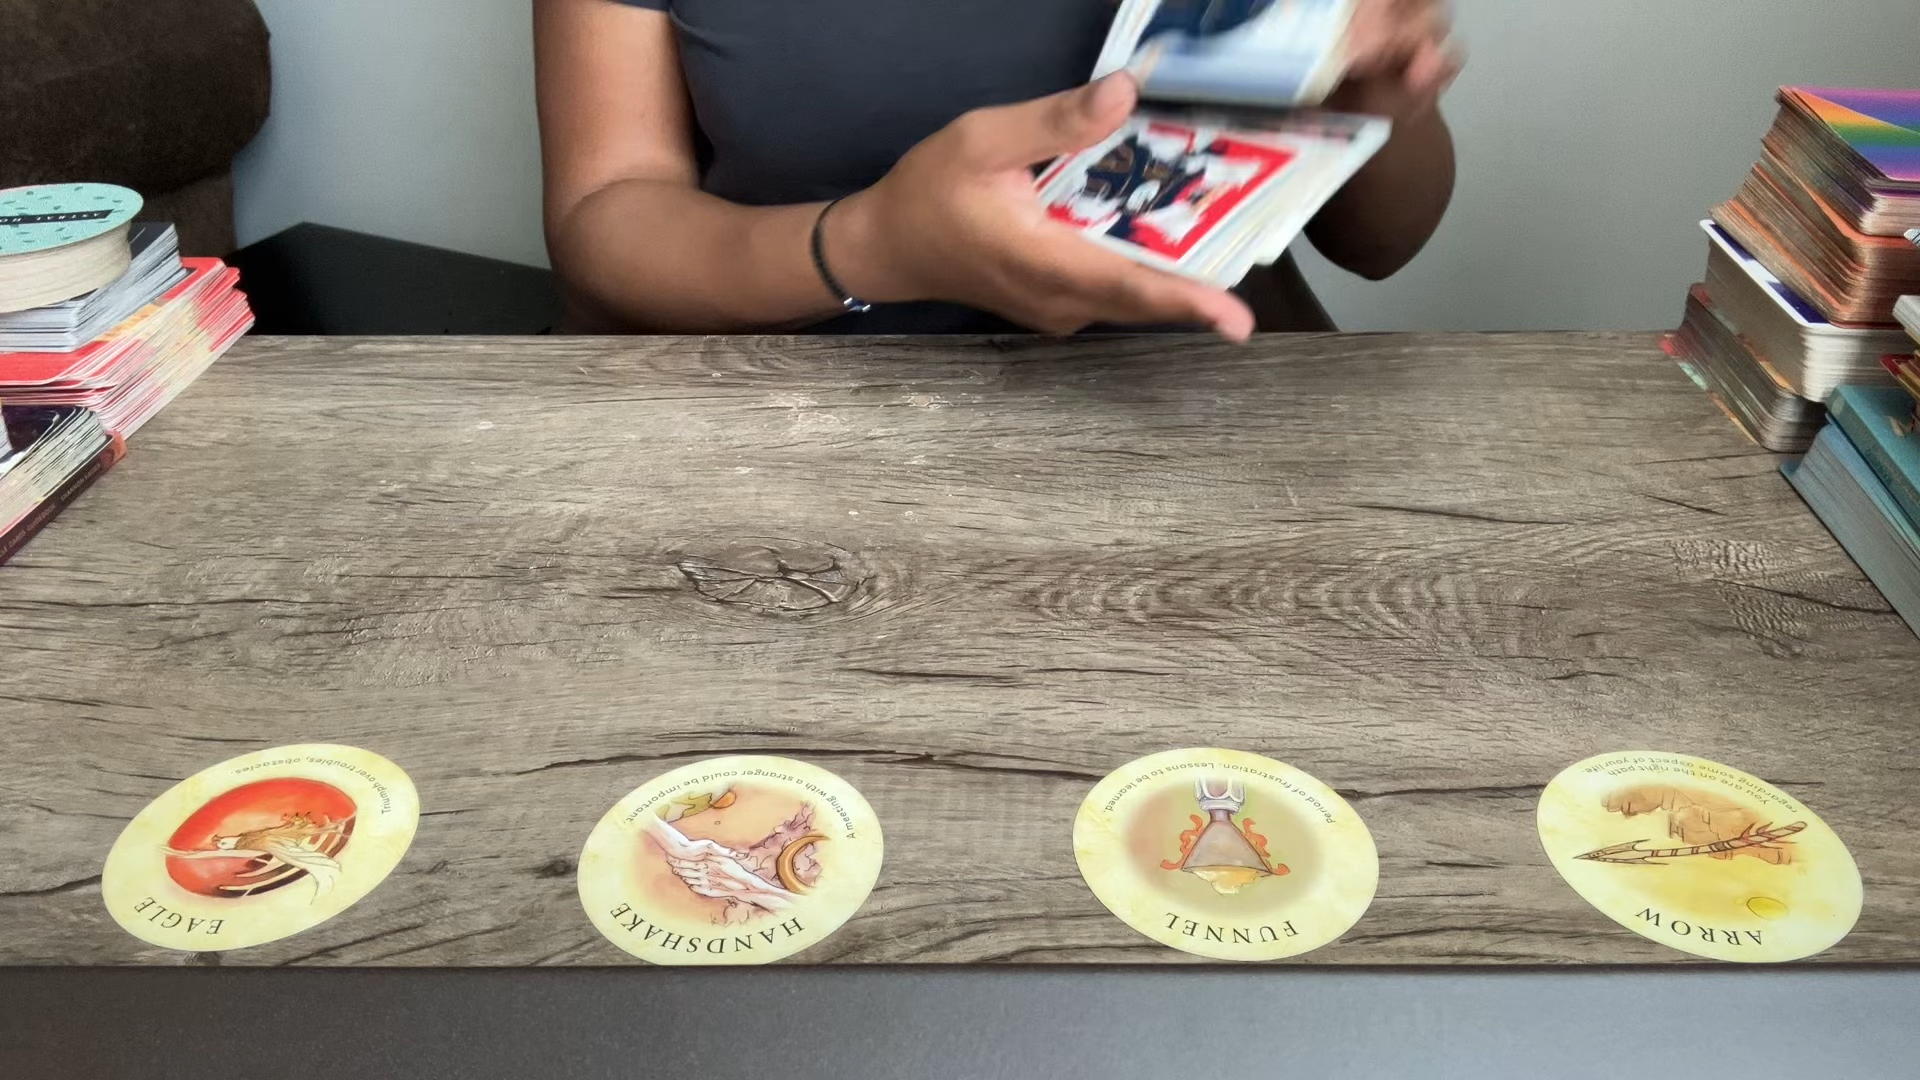 ASTRAL
Triumph over troubles, obstacles.
EAGLE
A meeting with a stranger could be important.
HANDSHAKE
Period of frustration. Lessons to be learned.
FUNNEL
You are on the right path
regarding some aspect of your life.
ARROW